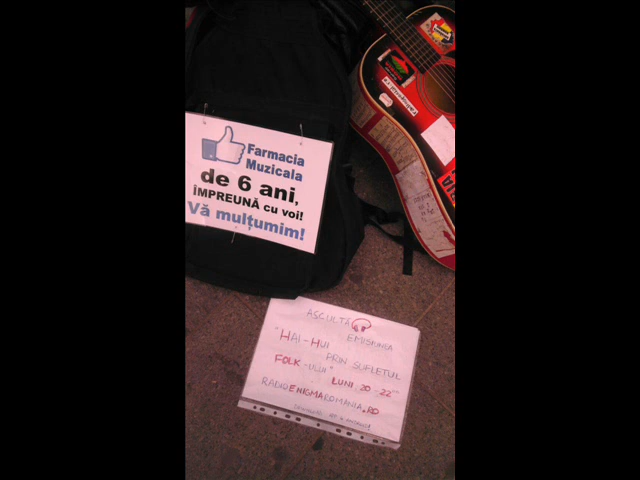 Farmacia
Muzicala
de 6 ani,
ÎMPREUNĂ cu voi!
Vă mulțumim!
ASCULTĂ
EMISIUNEA
"HAI-HUI
PRIN SUFLETUL
FOLK-ULUI"
LUNI 20-22
RADIOENIGMAROMANIA.RO